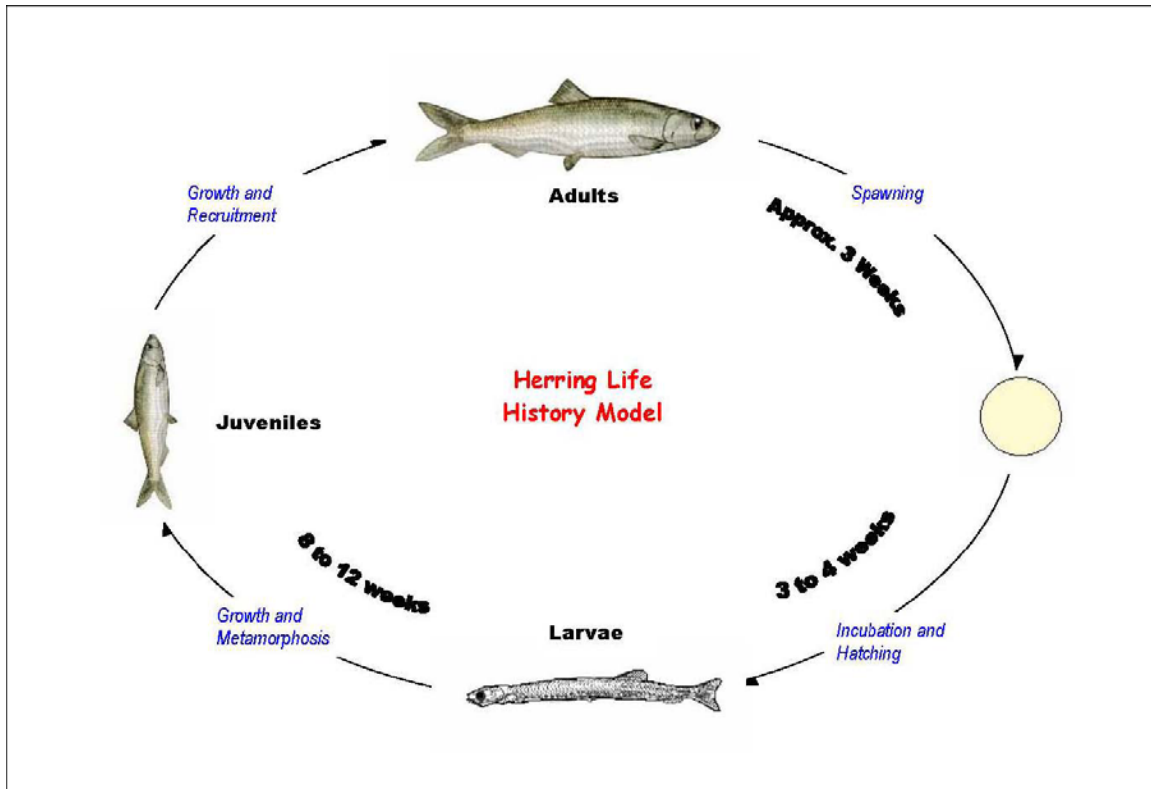 Adults
Growth and
Recruitment
Spawning
Approx. 3 Weeks
Herring Life
History Model
Juveniles
3 to 4 weeks
8 to 12 weeks
Growth and
Metamorphosis
Larvae
Incubation and
Hatching